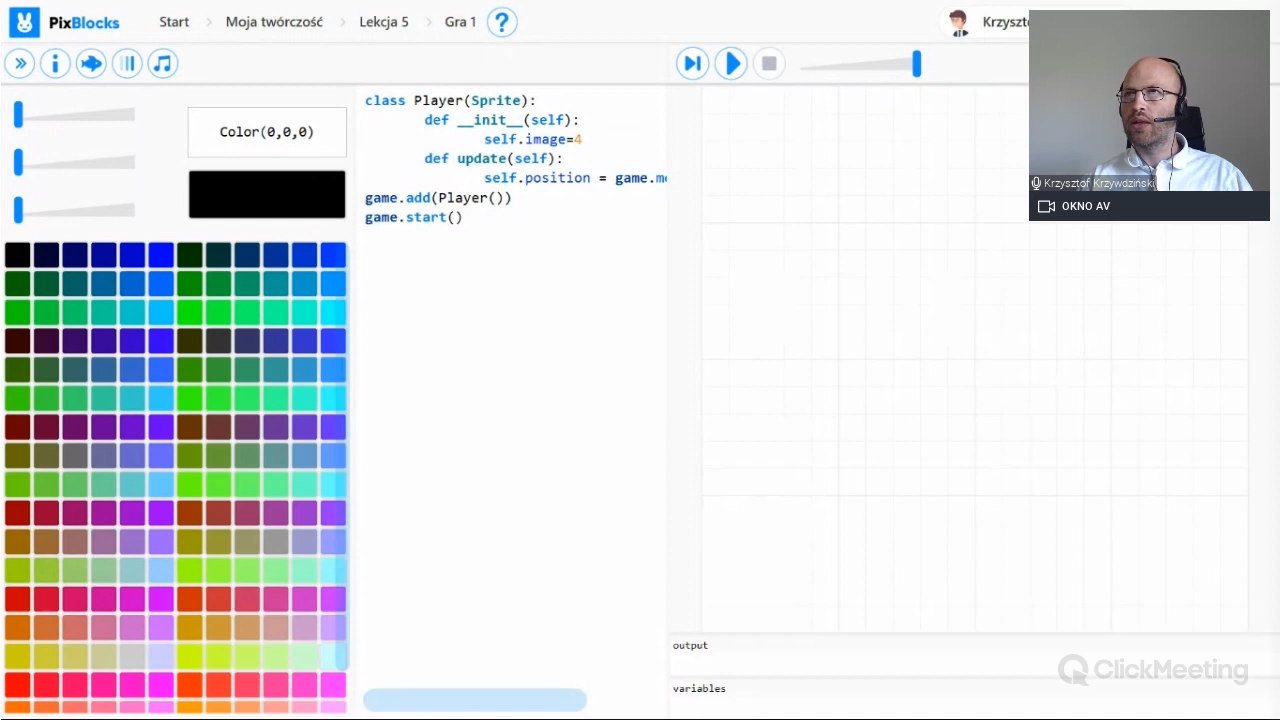 PixBlocks Start Moja twórczość Lekcja 5 Gra 1 ?
Color(0,0,0)
class Player(Sprite):
def __init__(self):
self.image=4
def update(self):
self.position = game.
game.add(Player())
game.start()
Krzysztof Krzywdziński
OKNO AV
output
variables
ClickMeeting